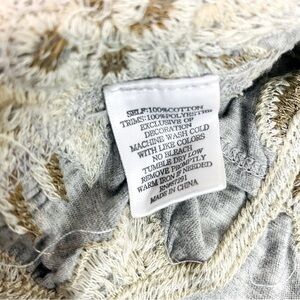 SELF:100%COTTON
TRIMS:100%POLYESTER
EXCLUSIVE OF
DECORATION
MACHINE WASH COLD
WITH LIKE COLORS
NO BLEACH
TUMBLE DRY LOW
REMOVE PROMPTLY
WARM IRON IF NEEDED
MADE IN CHINA